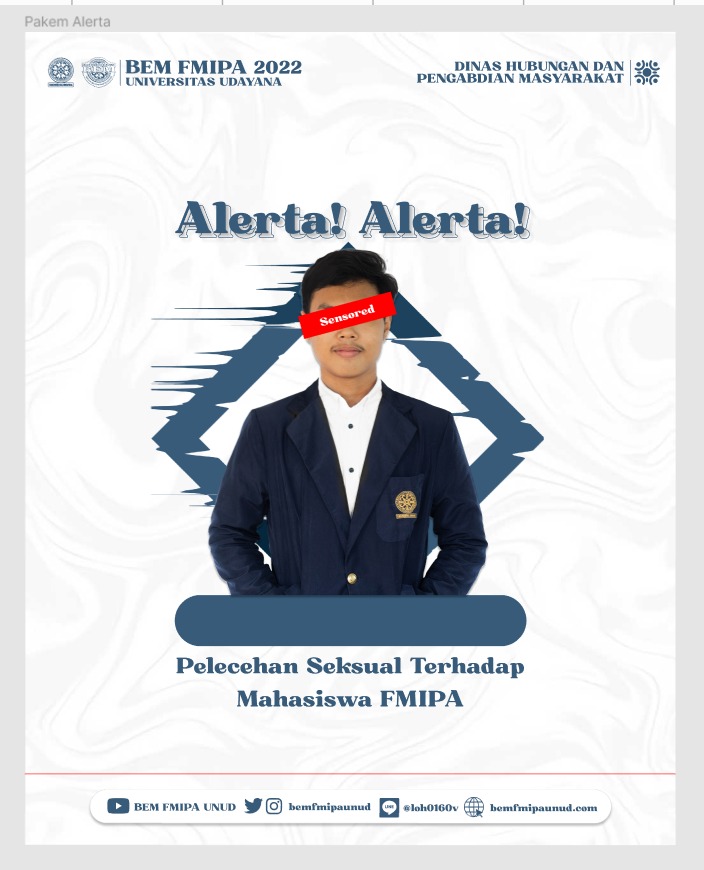 Pakem Alerta
BEM FMIPA 2022
UNIVERSITAS UDAYANA
DINAS HUBUNGAN DAN
PENGABDIAN MASYARAKAT
Alerta! Alerta!
Sensored
Pelecehan Seksual Terhadap
Mahasiswa FMIPA
BEM FMIPA UNUD bemfmipaunud LINE @loh0160v bemfmipaunud.com